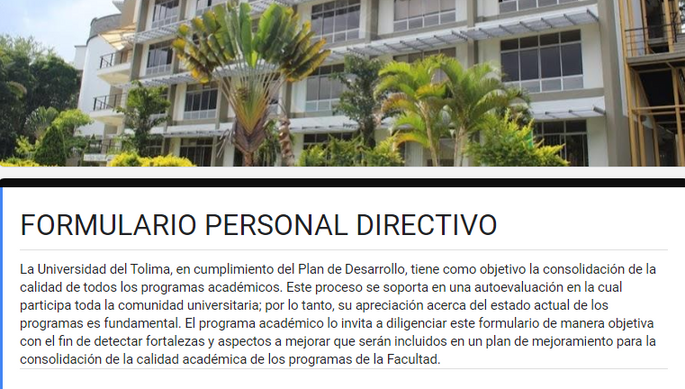 FORMULARIO PERSONAL DIRECTIVO
La Universidad del Tolima, en cumplimiento del Plan de Desarrollo, tiene como objetivo la consolidación de la
calidad de todos los programas académicos. Este proceso se soporta en una autoevaluación en la cual
participa toda la comunidad universitaria; por lo tanto, su apreciación acerca del estado actual de los
programas es fundamental. El programa académico lo invita a diligenciar este formulario de manera objetiva
con el fin de detectar fortalezas y aspectos a mejorar que serán incluidos en un plan de mejoramiento para la
consolidación de la calidad académica de los programas de la Facultad.